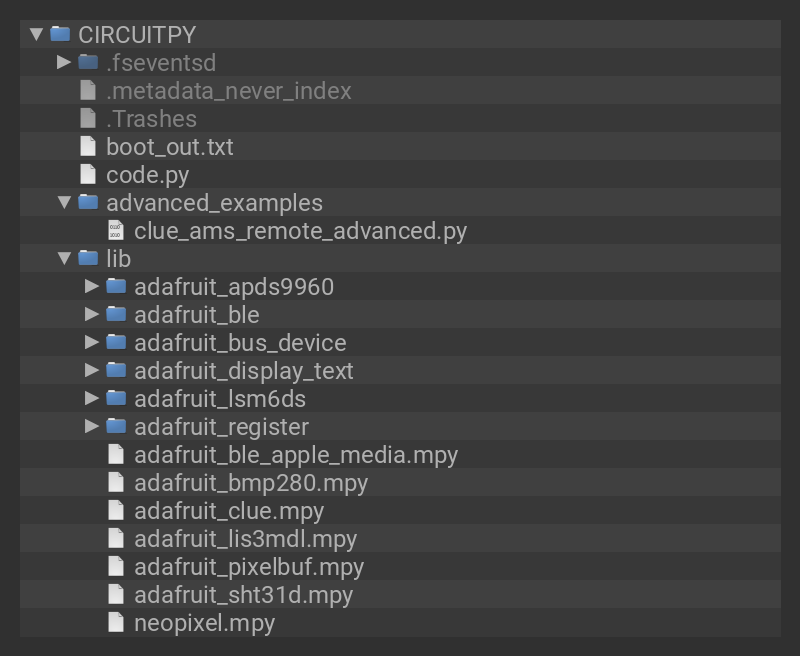 CIRCUITPY
.fseventsd
.metadata_never_index
.Trashes
boot_out.txt
code.py
advanced_examples
clue_ams_remote_advanced.py
lib
adafruit_apds9960
adafruit_ble
adafruit_bus_device
adafruit_display_text
adafruit_lsm6ds
adafruit_register
adafruit_ble_apple_media.mpy
adafruit_bmp280.mpy
adafruit_clue.mpy
adafruit_lis3mdl.mpy
adafruit_pixelbuf.mpy
adafruit_sht31d.mpy
neopixel.mpy